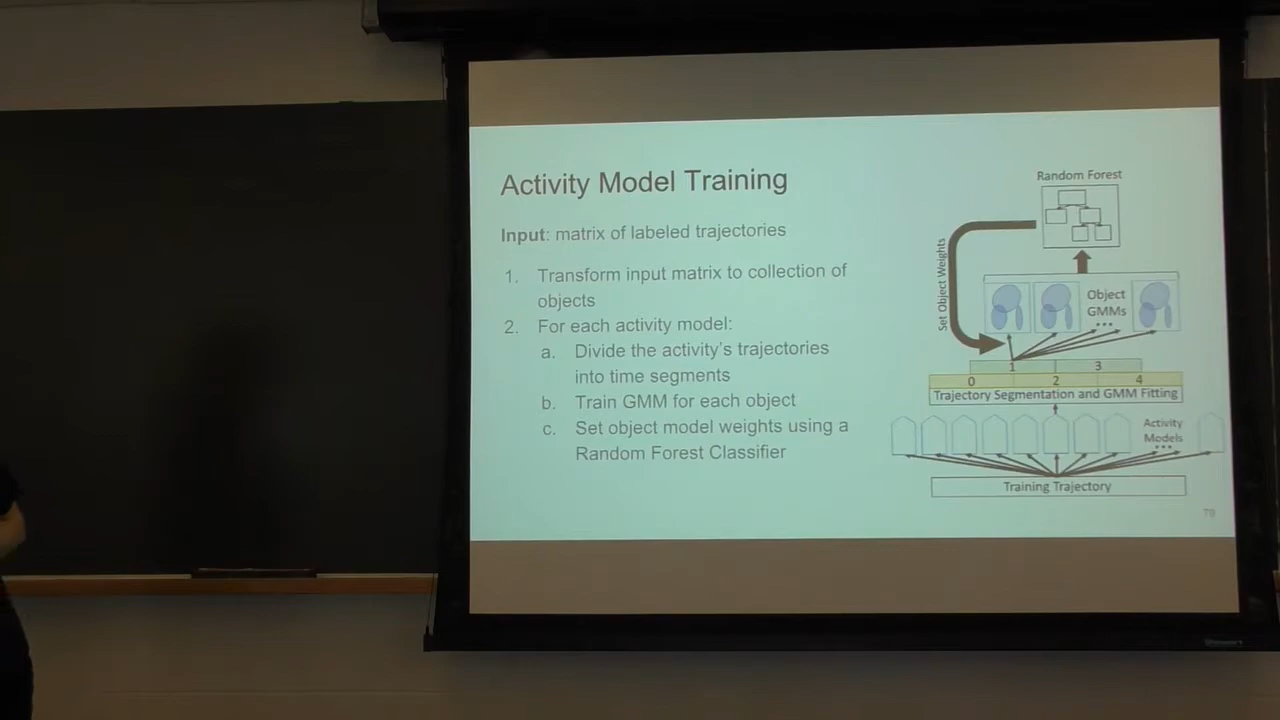 Activity Model Training
Input: matrix of labeled trajectories
1. Transform input matrix to collection of
objects
2. For each activity model:
a. Divide the activity's trajectories
into time segments
b. Train GMM for each object
c. Set object model weights using a
Random Forest Classifier
Random Forest
Set Object Weights
Object
GMMs
...
1 3
0 2 4
Trajectory Segmentation and GMM Fitting
Activity
Models
...
Training Trajectory
79